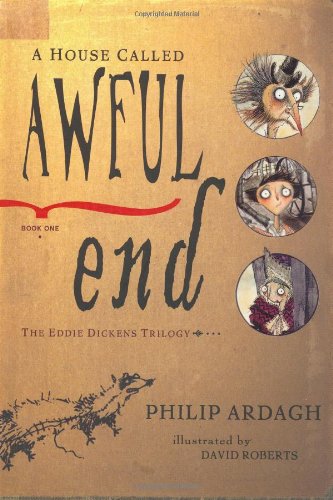 A HOUSE CALLED
AWFUL
BOOK ONE
end
THE EDDIE DICKENS TRILOGY
PHILIP ARDAGH
illustrated by
DAVID ROBERTS